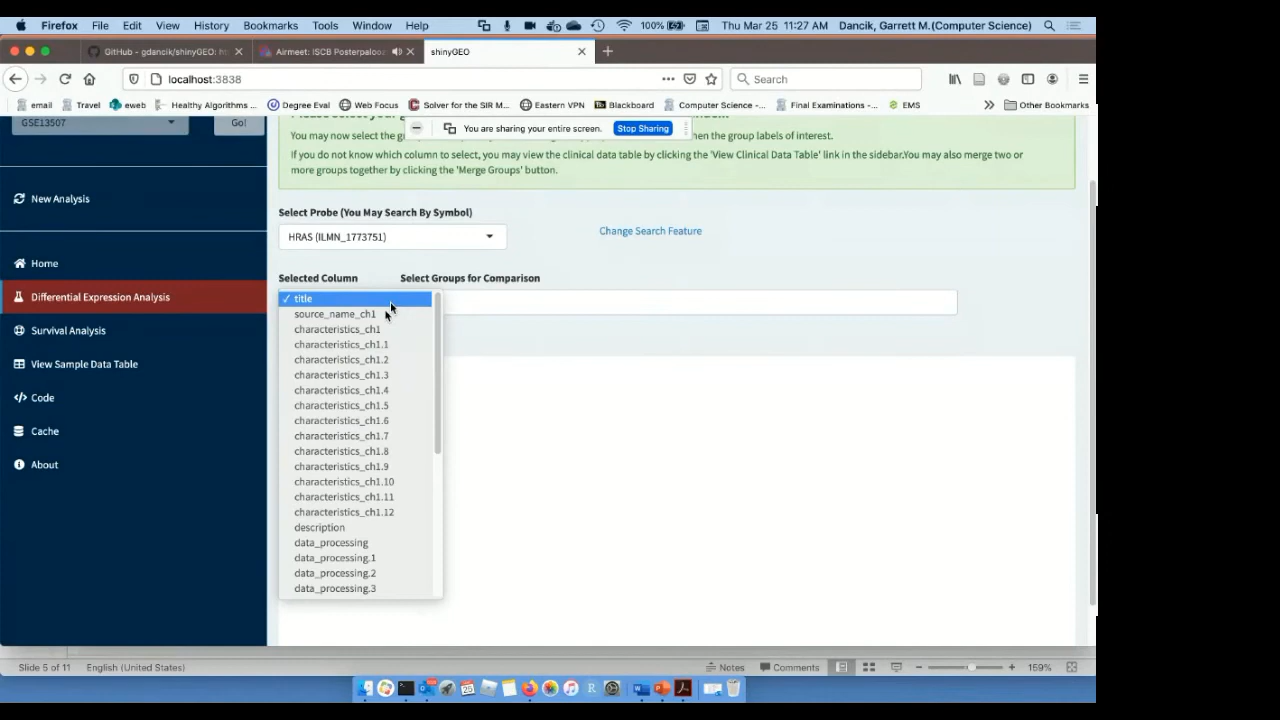 Firefox File Edit View History Bookmarks Tools Window Help 100% Thu Mar 25 11:27 AM Dancik, Garrett M.(Computer Science)
GitHub - gdancik/shinyGEO: ht Airmeet: ISCB Posterpalooz shinyGEO
localhost:3838 Search
email Travel eweb Healthy Algorithms ... Degree Eval Web Focus Solver for the SIR M... Eastern VPN Blackboard Computer Science -... Final Examinations -... EMS Other Bookmarks
GSE13507 Go!
You are sharing your entire screen. Stop Sharing
You may now select the hen the group labels of interest.
If you do not know which column to select, you may view the clinical data table by clicking the 'View Clinical Data Table' link in the sidebar.You may also merge two or
more groups together by clicking the 'Merge Groups' button.
New Analysis
Home
Differential Expression Analysis
Survival Analysis
View Sample Data Table
Code
Cache
About
Select Probe (You May Search By Symbol)
HRAS (ILMN_1773751)
Change Search Feature
Selected Column Select Groups for Comparison
✓ title
source_name_ch1
characteristics_ch1
characteristics_ch1.1
characteristics_ch1.2
characteristics_ch1.3
characteristics_ch1.4
characteristics_ch1.5
characteristics_ch1.6
characteristics_ch1.7
characteristics_ch1.8
characteristics_ch1.9
characteristics_ch1.10
characteristics_ch1.11
characteristics_ch1.12
description
data_processing
data_processing.1
data_processing.2
data_processing.3
Slide 5 of 11 English (United States) Notes Comments 159%